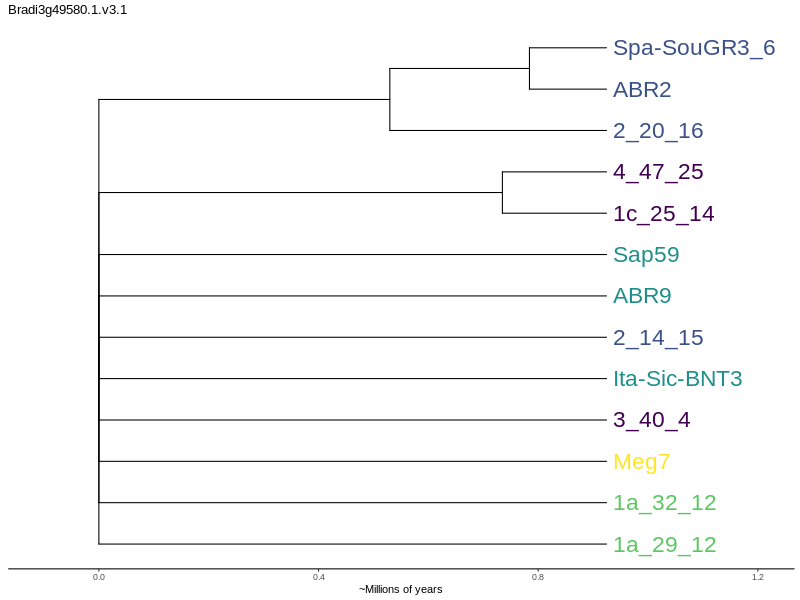 Bradi3g49580.1.v3.1
Spa-SouGR3_6
ABR2
2_20_16
4_47_25
1c_25_14
Sap59
ABR9
2_14_15
Ita-Sic-BNT3
3_40_4
Meg7
1a_32_12
1a_29_12
0.0 0.4 0.8 1.2
~Millions of years